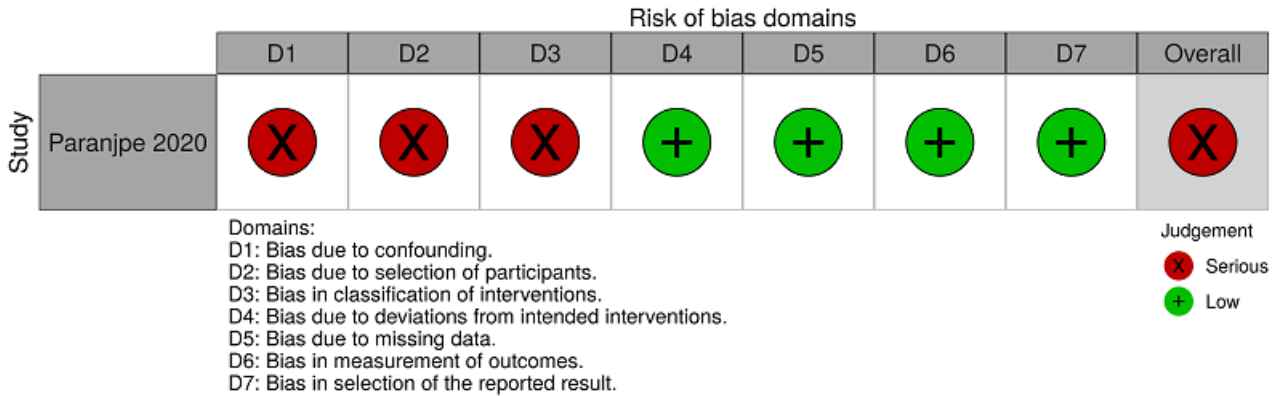 Risk of bias domains
D1 D2 D3 D4 D5 D6 D7 Overall
Study
Paranjpe 2020 X X X + + + + X
Domains:
D1: Bias due to confounding.
D2: Bias due to selection of participants.
D3: Bias in classification of interventions.
D4: Bias due to deviations from intended interventions.
D5: Bias due to missing data.
D6: Bias in measurement of outcomes.
D7: Bias in selection of the reported result.
Judgement
X Serious
+ Low